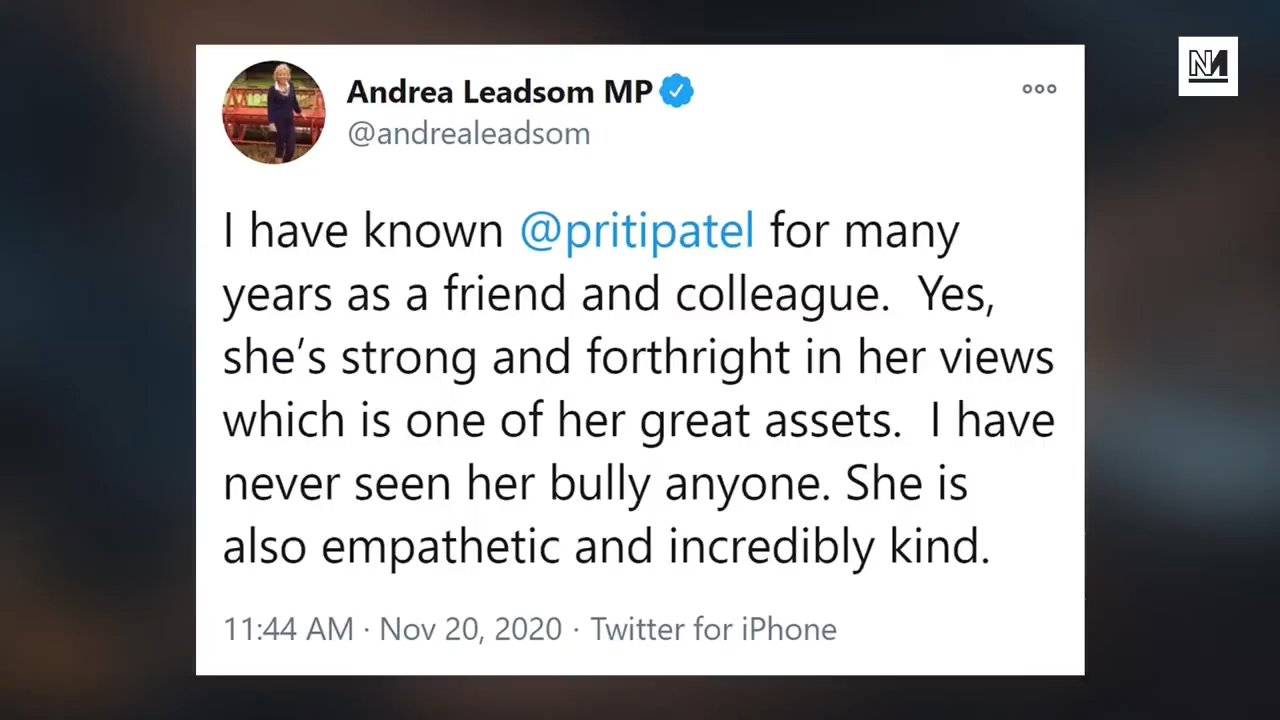 Andrea Leadsom MP
@andrealeadsom
NM
I have known @pritipatel for many
years as a friend and colleague.  Yes,
she's strong and forthright in her views
which is one of her great assets.  I have
never seen her bully anyone. She is
also empathetic and incredibly kind.
11:44 AM · Nov 20, 2020 · Twitter for iPhone